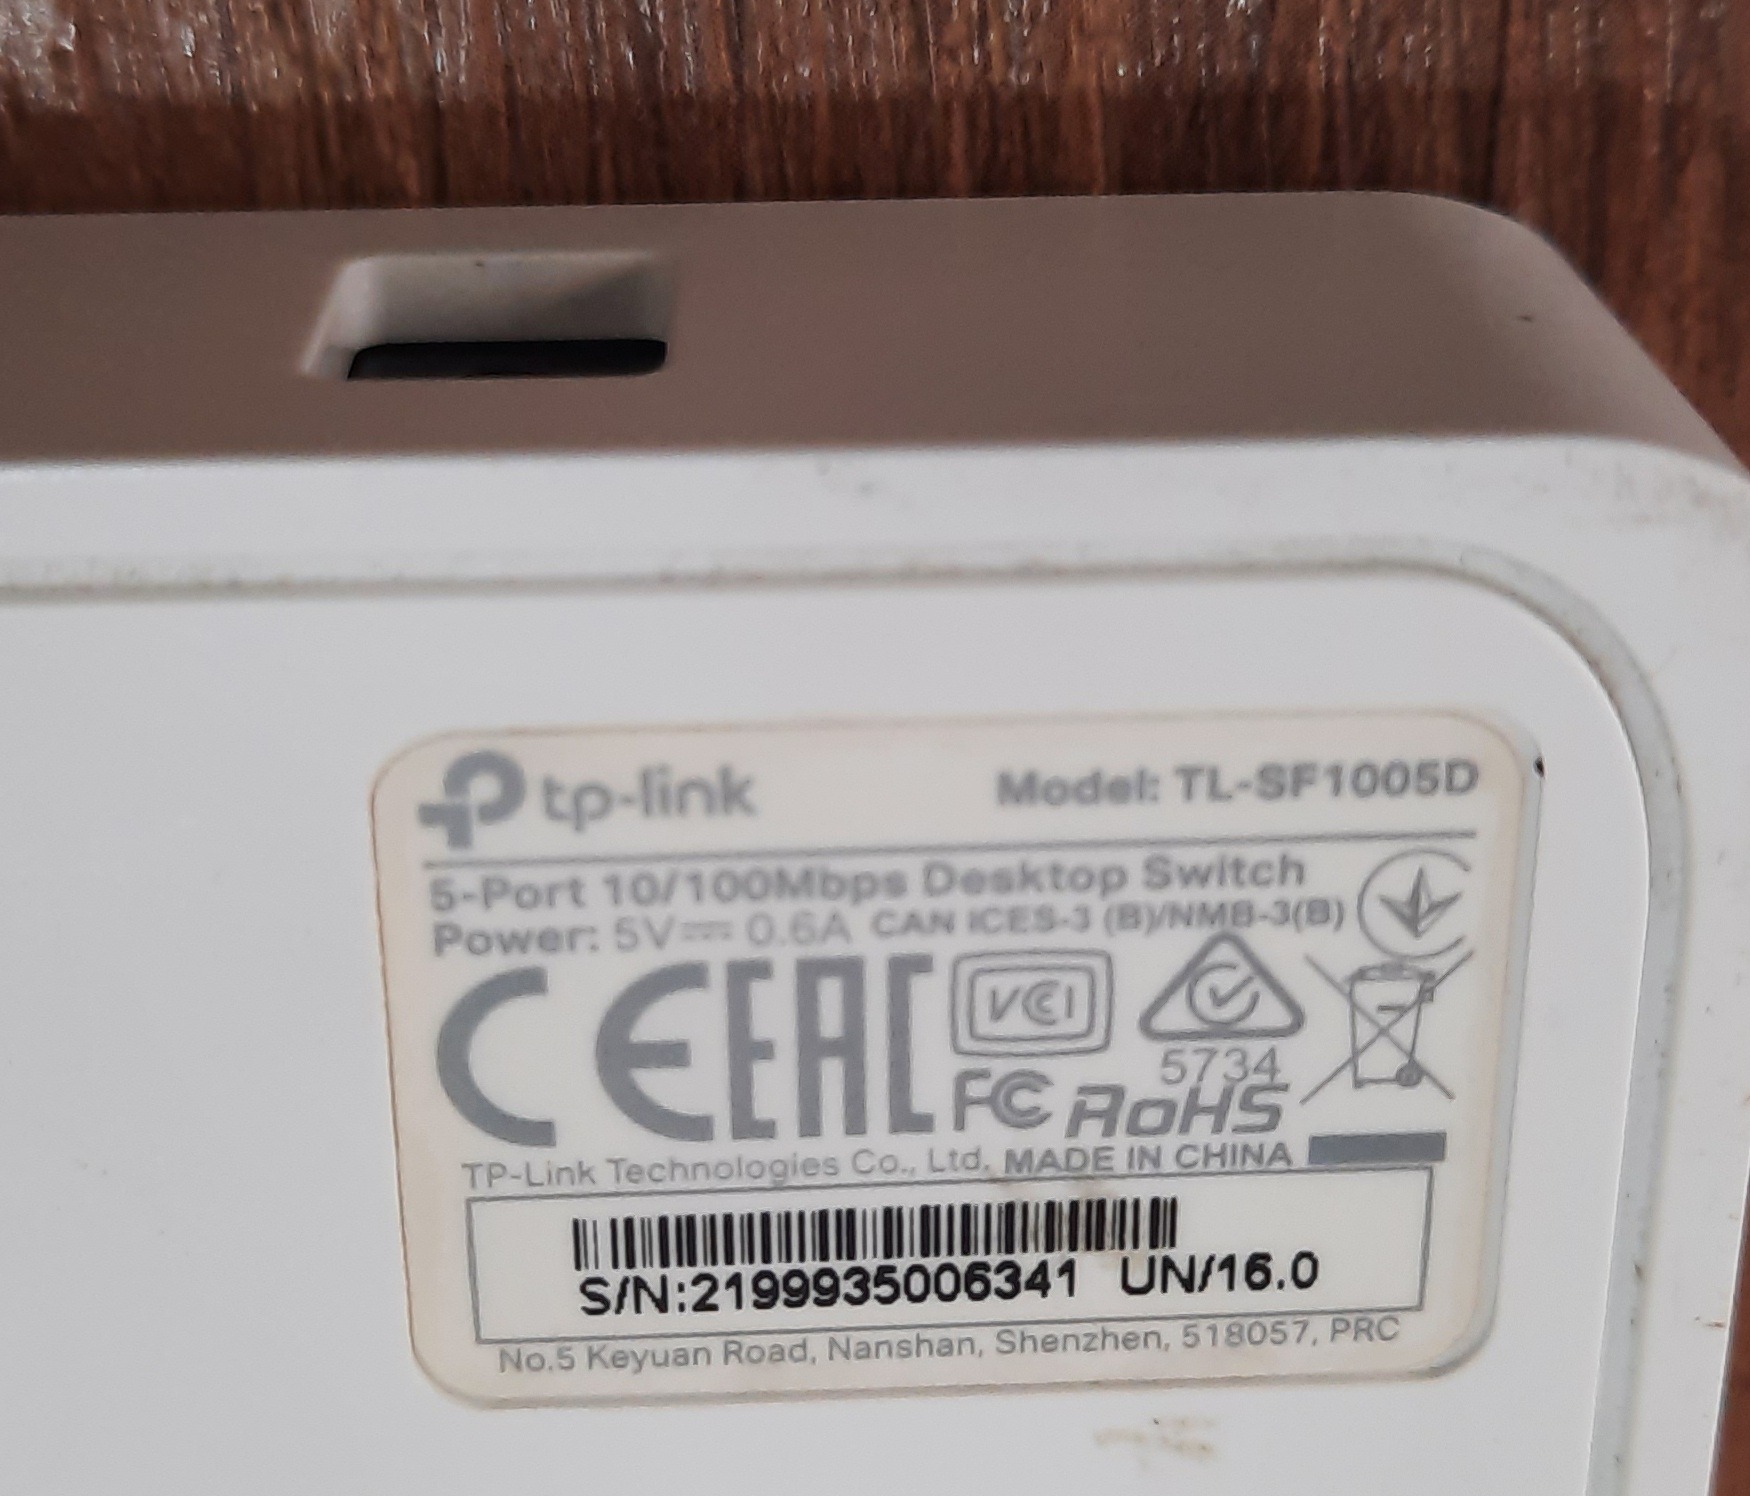 tp-link Model: TL-SF1005D
5-Port 10/100Mbps Desktop Switch
Power: 5V⎓0.6A CAN ICES-3 (B)/NMB-3(B)
CE EAC VCCI
5734
FC RoHS
TP-Link Technologies Co., Ltd. MADE IN CHINA
S/N:2199935006341 UN/16.0
No.5 Keyuan Road, Nanshan, Shenzhen, 518057, PRC